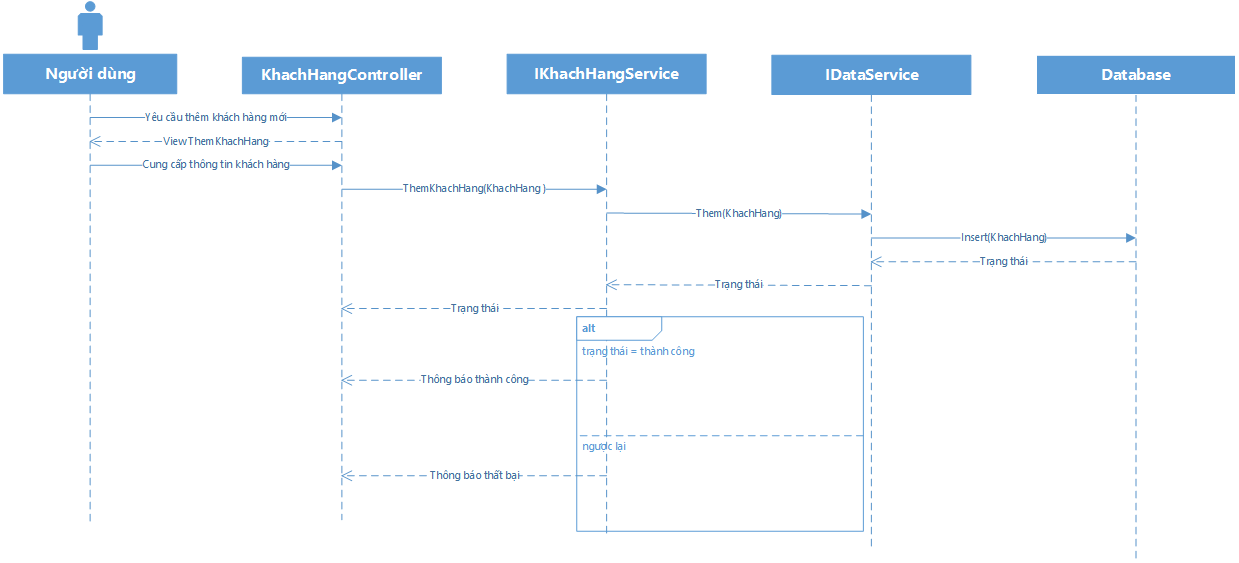 Người dùng
KhachHangController
IKhachHangService
IDataService
Database
Yêu cầu thêm khách hàng mới
View ThemKhachHang
Cung cấp thông tin khách hàng
ThemKhachHang(KhachHang )
Them(KhachHang)
Insert(KhachHang)
Trạng thái
Trạng thái
Trạng thái
alt
trạng thái = thành công
Thông báo thành công
ngược lại
Thông báo thất bại